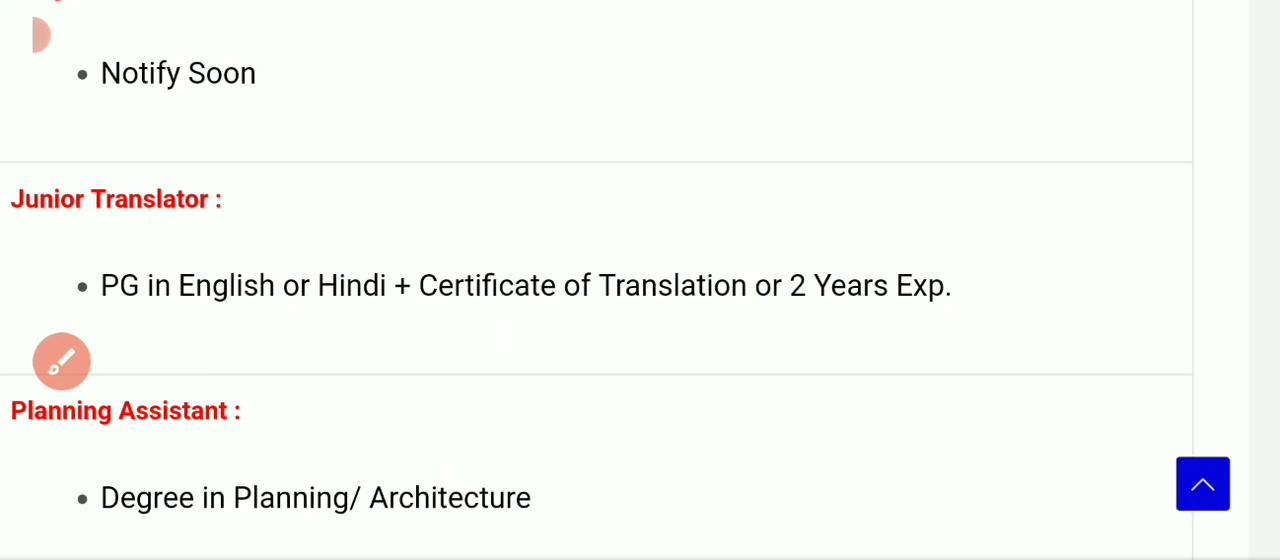 Notify Soon
Junior Translator :
PG in English or Hindi + Certificate of Translation or 2 Years Exp.
Planning Assistant :
Degree in Planning/ Architecture